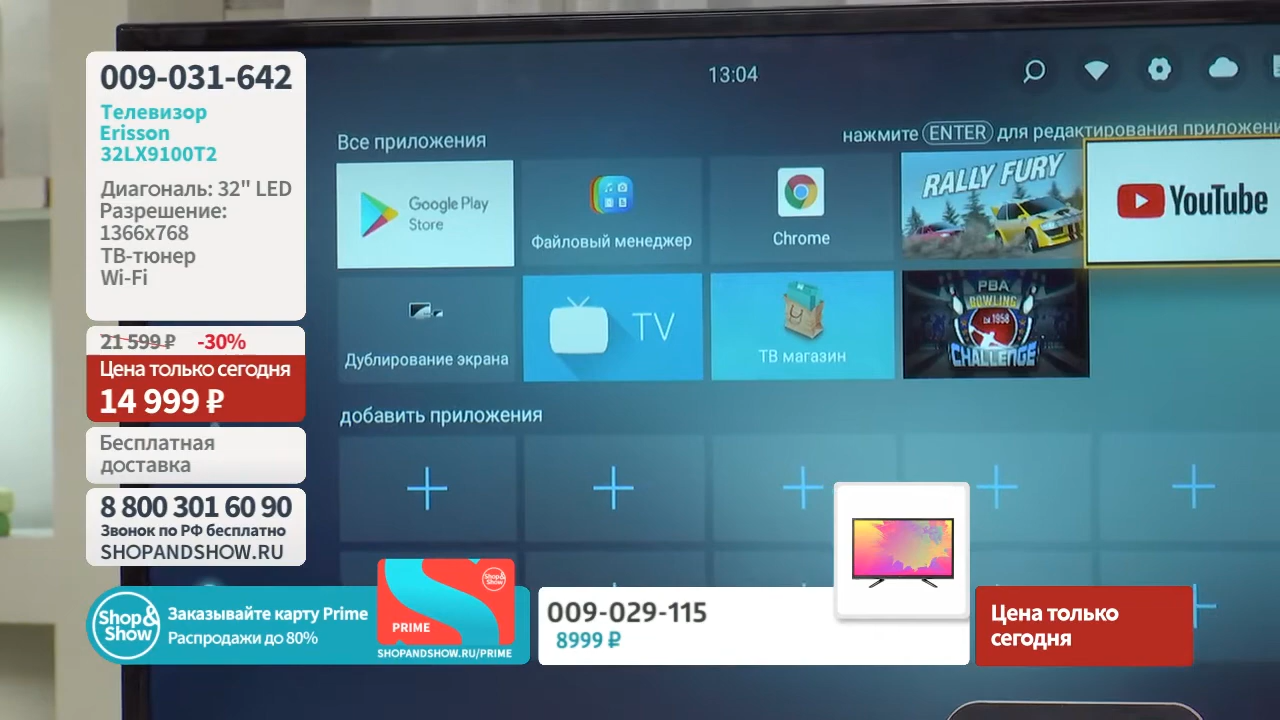 009-031-642
Телевизор
Erisson
32LX9100T2
Диагональ: 32" LED
Разрешение:
1366x768
ТВ-тюнер
Wi-Fi
21 599 ₽ -30%
Цена только сегодня
14 999 ₽
Бесплатная
доставка
8 800 301 60 90
Звонок по РФ бесплатно
SHOPANDSHOW.RU
13:04
Все приложения
нажмите ENTER для редактирования приложени
Google Play
Store
Файловый менеджер
Chrome
RALLY FURY
YouTube
Дублирование экрана
TV
ТВ магазин
PBA
BOWLING
Est. 1958
CHALLENGE
добавить приложения
Shop&
Show
Заказывайте карту Prime
Распродажи до 80%
Shop&
Show
PRIME
SHOPANDSHOW.RU/PRIME
009-029-115
8999 ₽
Цена только
сегодня